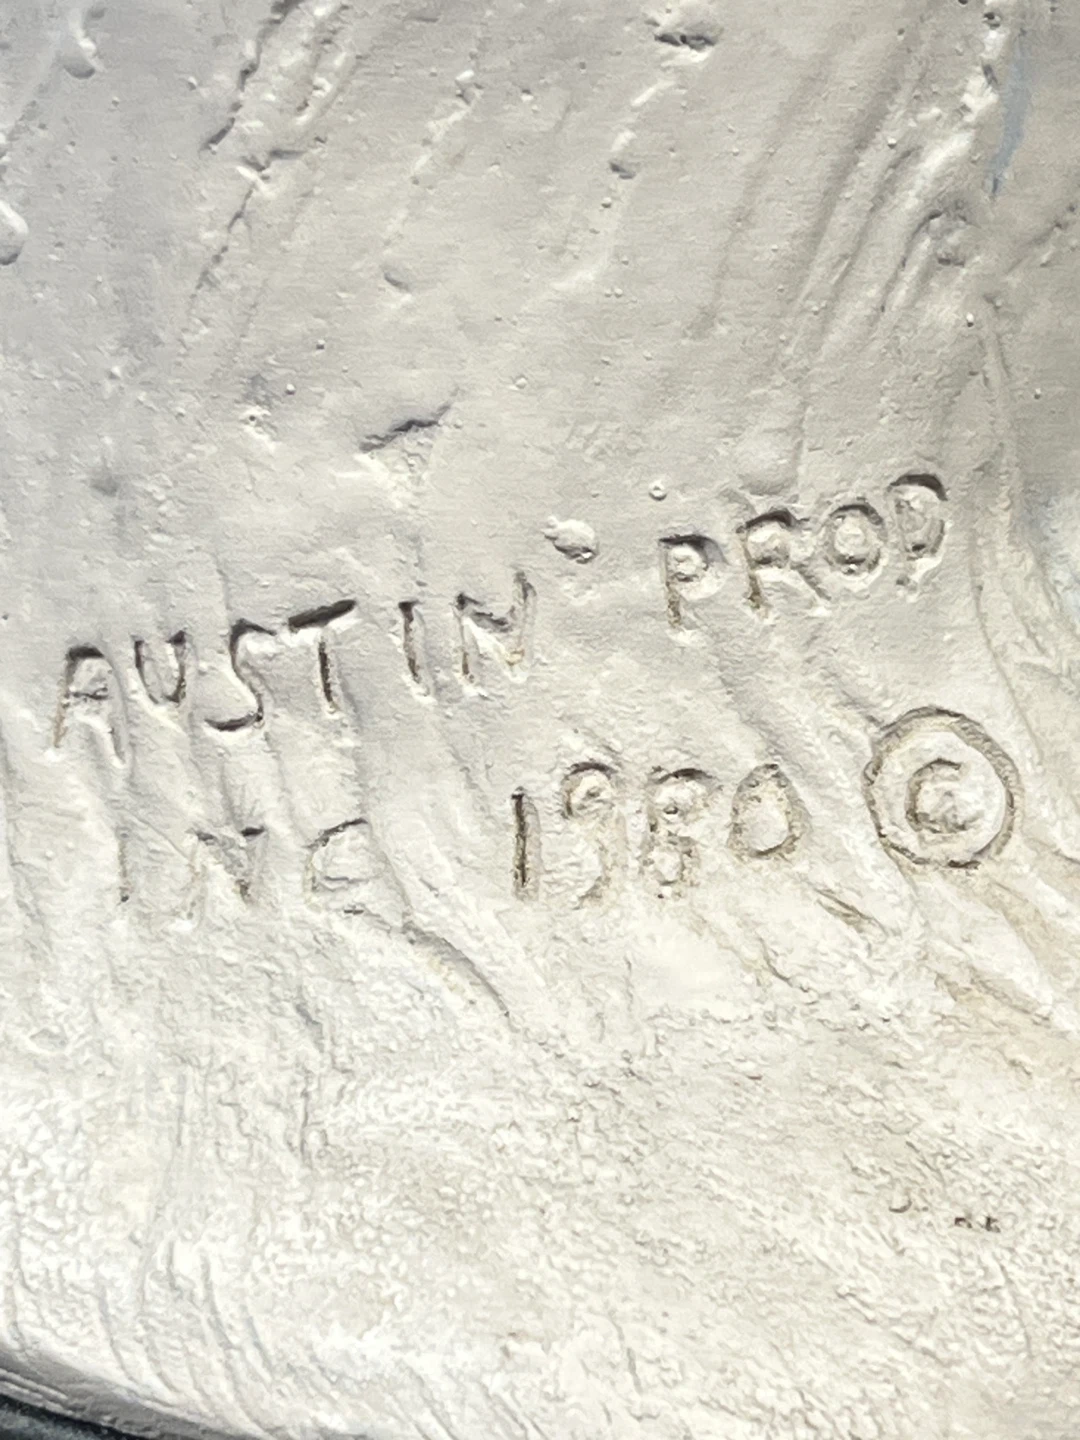 AUSTIN PROD
INC 1980 ©